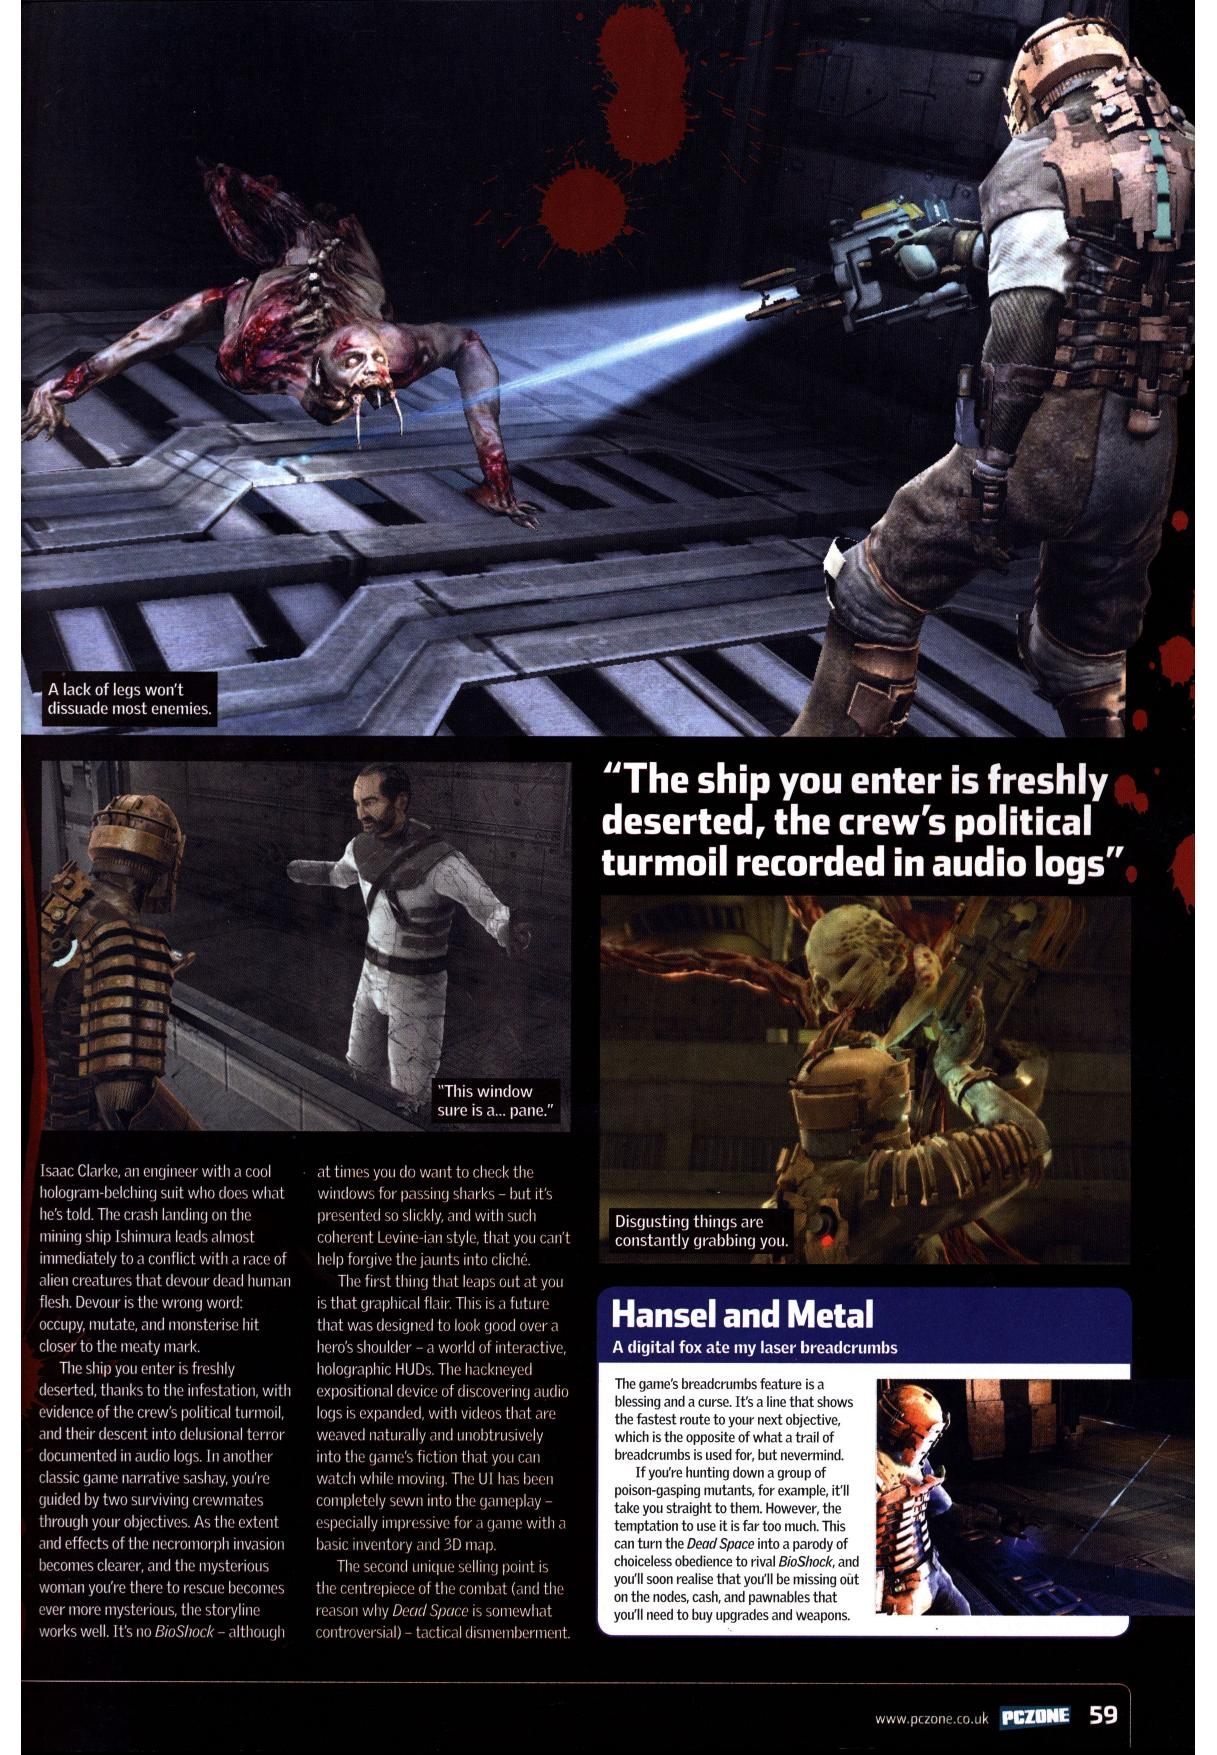 A lack of legs won't
dissuade most enemies.
"The ship you enter is freshly
deserted, the crew's political
turmoil recorded in audio logs"
"This window
sure is a... pane."
Disgusting things are
constantly grabbing you.
Isaac Clarke, an engineer with a cool
hologram-belching suit who does what
he's told. The crash landing on the
mining ship Ishimura leads almost
immediately to a conflict with a race of
alien creatures that devour dead human
flesh. Devour is the wrong word:
occupy, mutate, and monsterise hit
closer to the meaty mark.
The ship you enter is freshly
deserted, thanks to the infestation, with
evidence of the crew's political turmoil,
and their descent into delusional terror
documented in audio logs. In another
classic game narrative sashay, you're
guided by two surviving crewmates
through your objectives. As the extent
and effects of the necromorph invasion
becomes clearer, and the mysterious
woman you're there to rescue becomes
ever more mysterious, the storyline
works well. It's no BioShock – although
at times you do want to check the
windows for passing sharks – but it's
presented so slickly, and with such
coherent Levine-ian style, that you can't
help forgive the jaunts into cliché.
The first thing that leaps out at you
is that graphical flair. This is a future
that was designed to look good over a
hero's shoulder – a world of interactive,
holographic HUDs. The hackneyed
expositional device of discovering audio
logs is expanded, with videos that are
weaved naturally and unobtrusively
into the game's fiction that you can
watch while moving. The UI has been
completely sewn into the gameplay –
especially impressive for a game with a
basic inventory and 3D map.
The second unique selling point is
the centrepiece of the combat (and the
reason why Dead Space is somewhat
controversial) – tactical dismemberment.
Hansel and Metal
A digital fox ate my laser breadcrumbs
The game's breadcrumbs feature is a
blessing and a curse. It's a line that shows
the fastest route to your next objective,
which is the opposite of what a trail of
breadcrumbs is used for, but nevermind.
If you're hunting down a group of
poison-gasping mutants, for example, it'll
take you straight to them. However, the
temptation to use it is far too much. This
can turn the Dead Space into a parody of
choiceless obedience to rival BioShock, and
you'll soon realise that you'll be missing out
on the nodes, cash, and pawnables that
you'll need to buy upgrades and weapons.
www.pczone.co.uk PCZONE 59